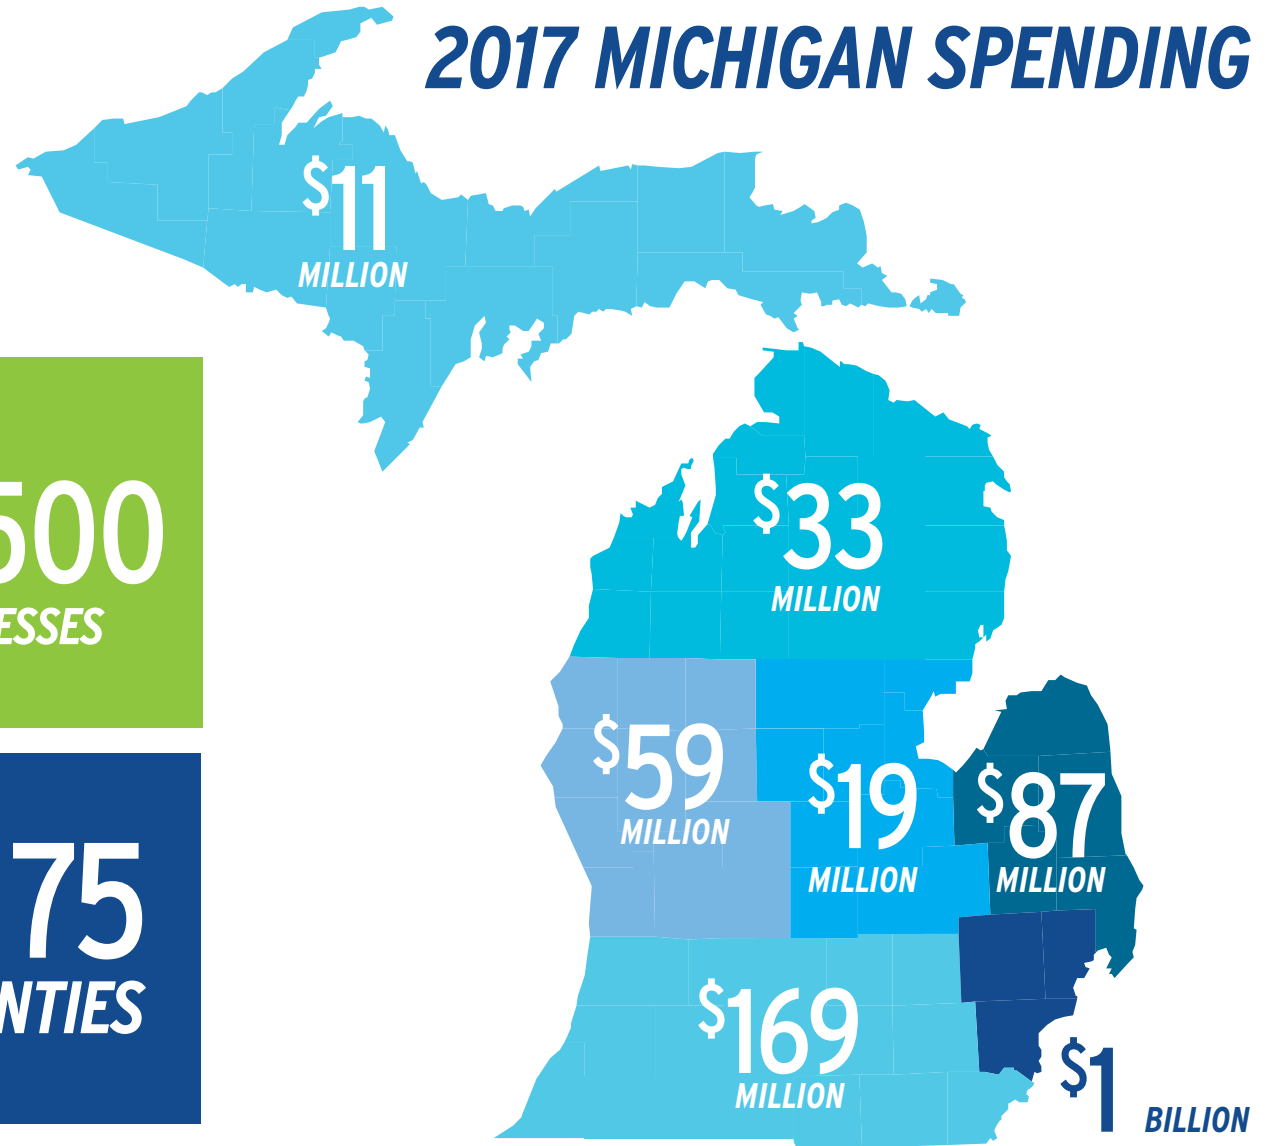 2017 MICHIGAN SPENDING
$11
MILLION
$33
MILLION
500
ESSES
$59
MILLION
$19
MILLION
$87
MILLION
75
NTIES
$169
MILLION
$1 BILLION